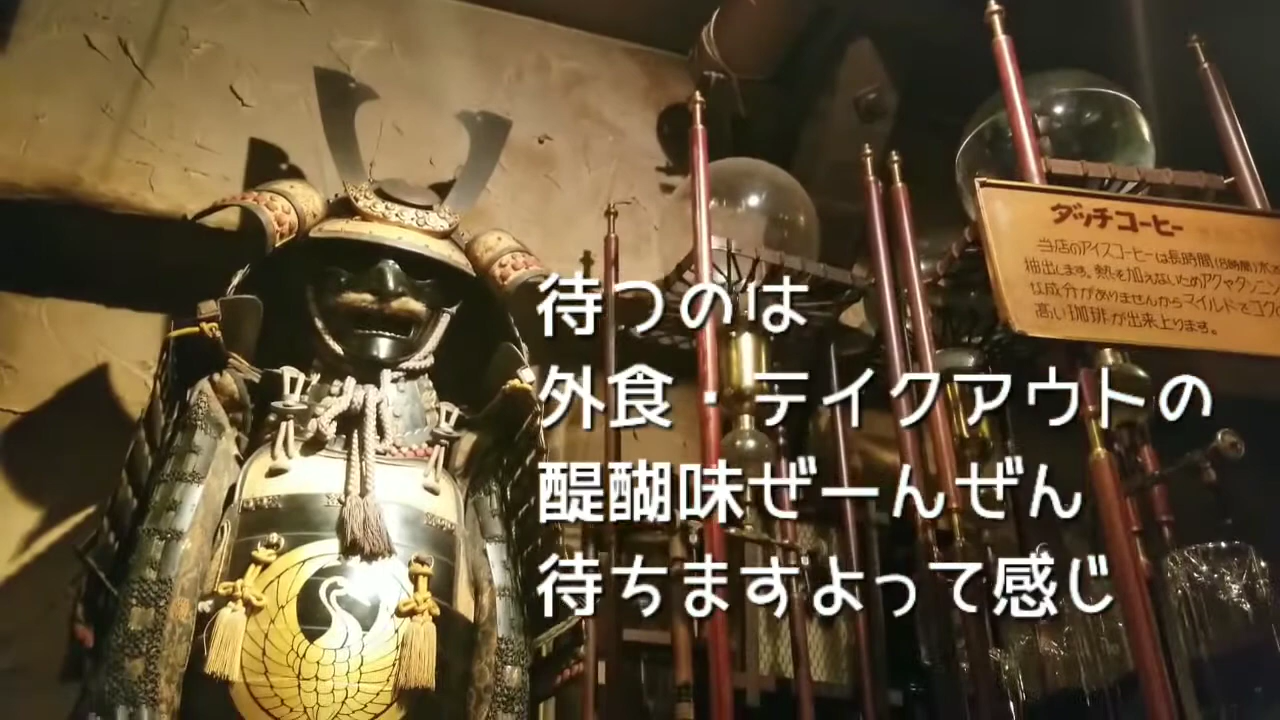 待つのは
外食・テイクアウトの
醍醐味ぜーんぜん
待ちますよって感じ
ダッチコーヒー
当店のアイスコーヒーは長時間(8時間)水で
抽出します。熱を加えないためアクやタンニン
な成分がありませんからマイルドでコクの
高い珈琲が出来上ります。